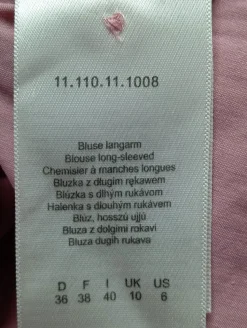 11.110.11.1008
Bluse langarm
Blouse long-sleeved
Chemisier à manches longues
Bluzka z długim rękawem
Blúzka s dlhým rukávom
Halenka s dlouhým rukávem
Blúz, hosszú ujjú
Bluza z dolgimi rokavi
Bluza dugih rukava
D F I UK US
36 38 40 10 6